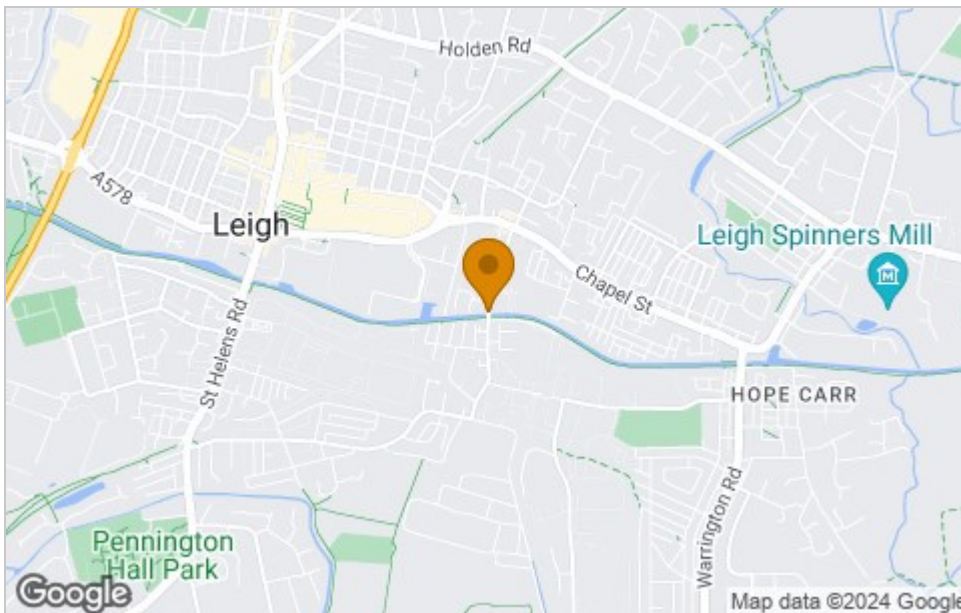 Holden Rd
A578
Leigh
Leigh Spinners Mill
M
Chapel St
St Helens Rd
HOPE CARR
Warrington Rd
Pennington
Hall Park
Google
Map data ©2024 Google